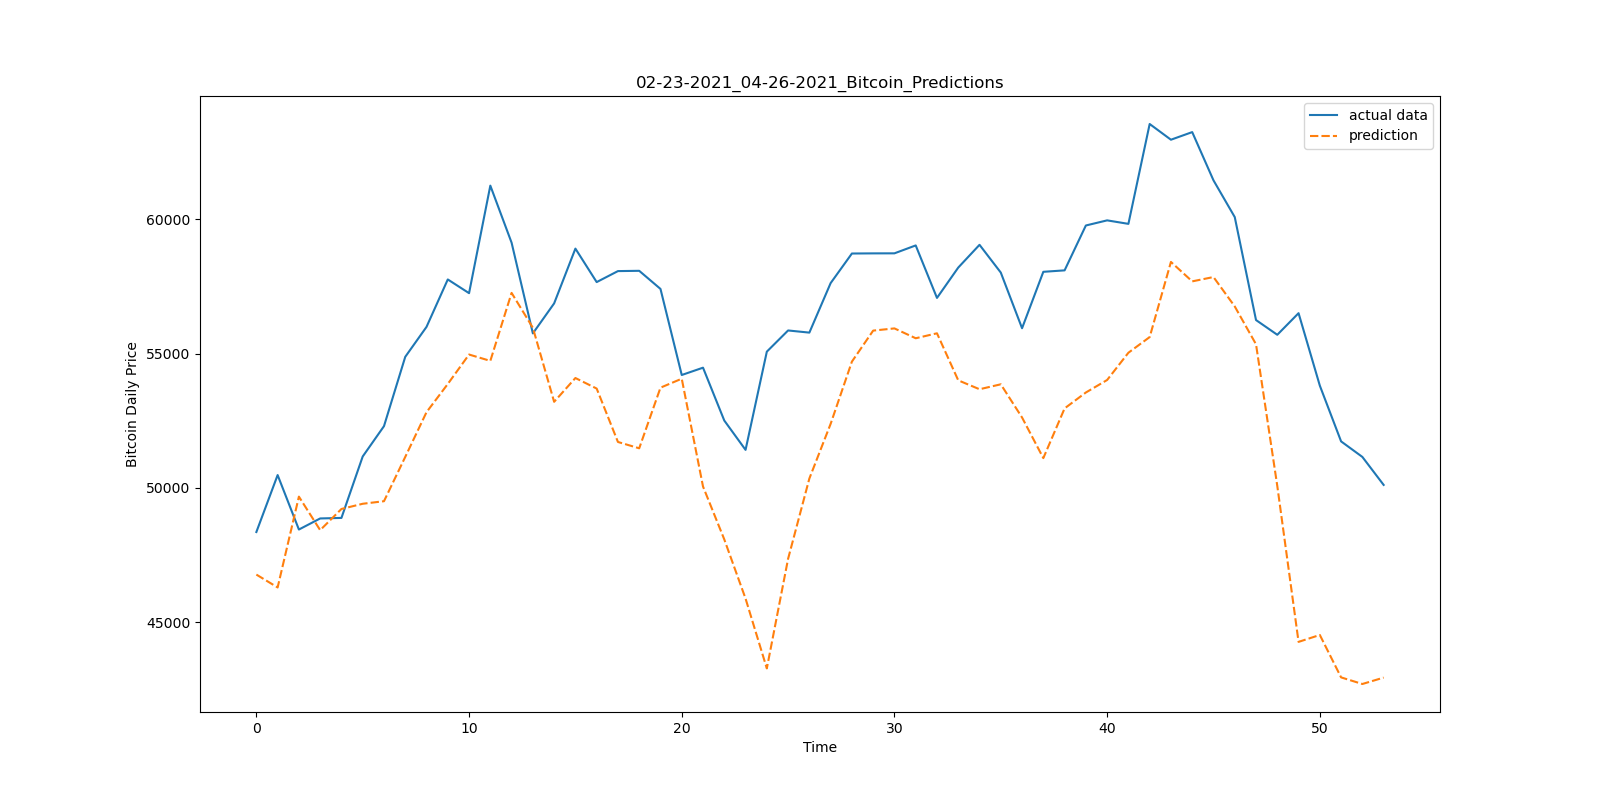 02-23-2021_04-26-2021_Bitcoin_Predictions
actual data
prediction
Bitcoin Daily Price
60000
55000
50000
45000
0 10 20 30 40 50
Time